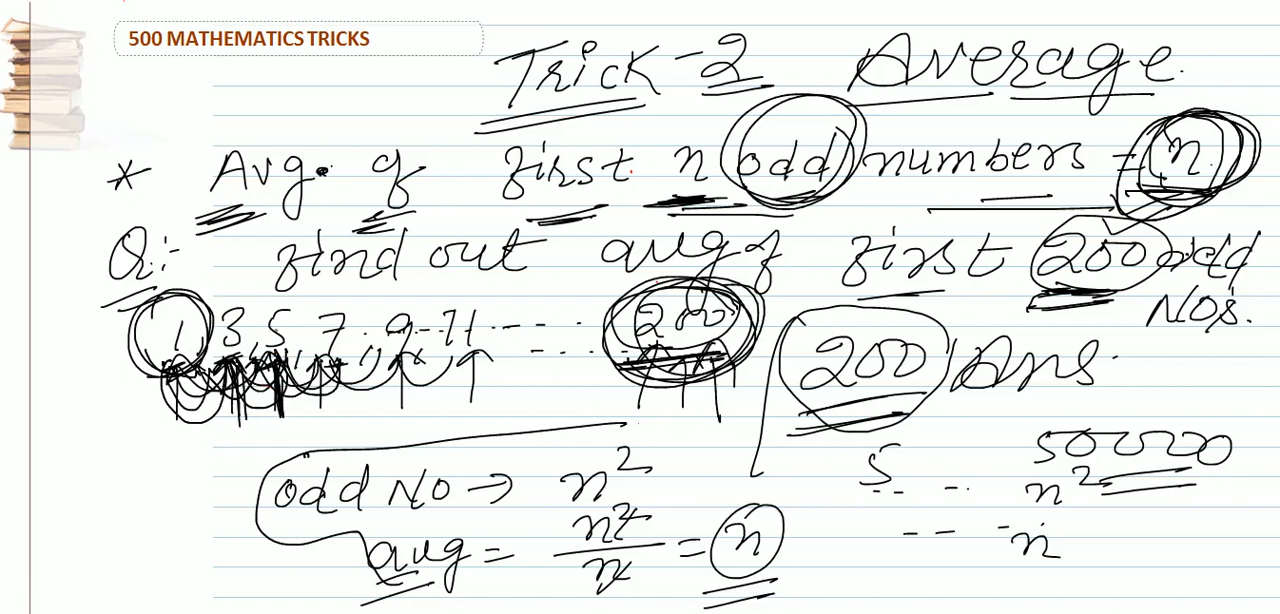 500 MATHEMATICS TRICKS
Trick-2 Average.
* Avg. of first n odd numbers = n
Q:- find out avg of first 200 odd Nos.
1 3, 5, 7, 9, 11 ---- 200
200 Ans.
odd No → n²
avg = n²/n = n
5 -- -. n²
-- - n